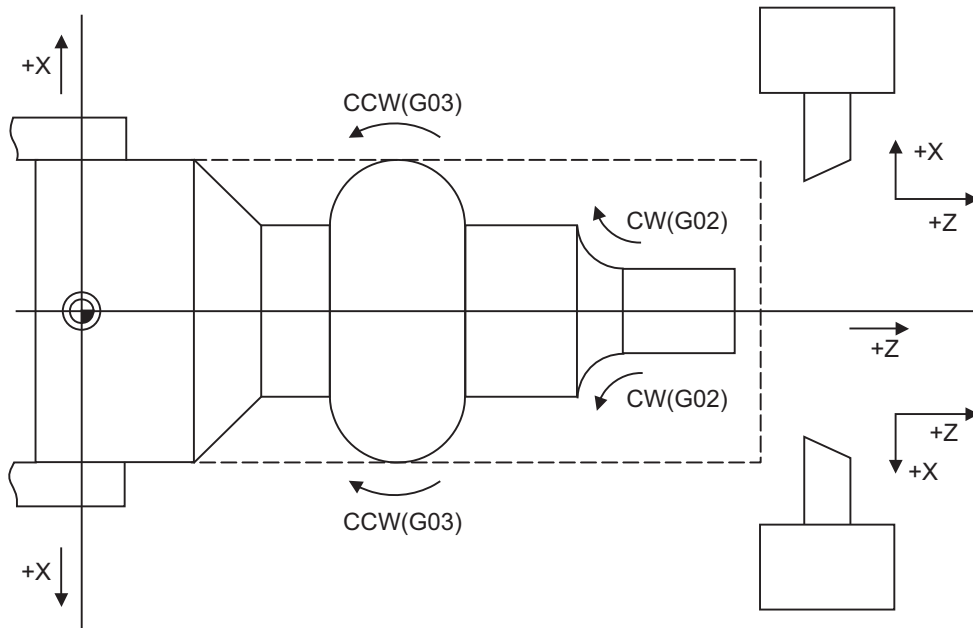 +X
CCW(G03)
+X
+Z
CW(G02)
+Z
CW(G02)
+Z
+X
CCW(G03)
+X